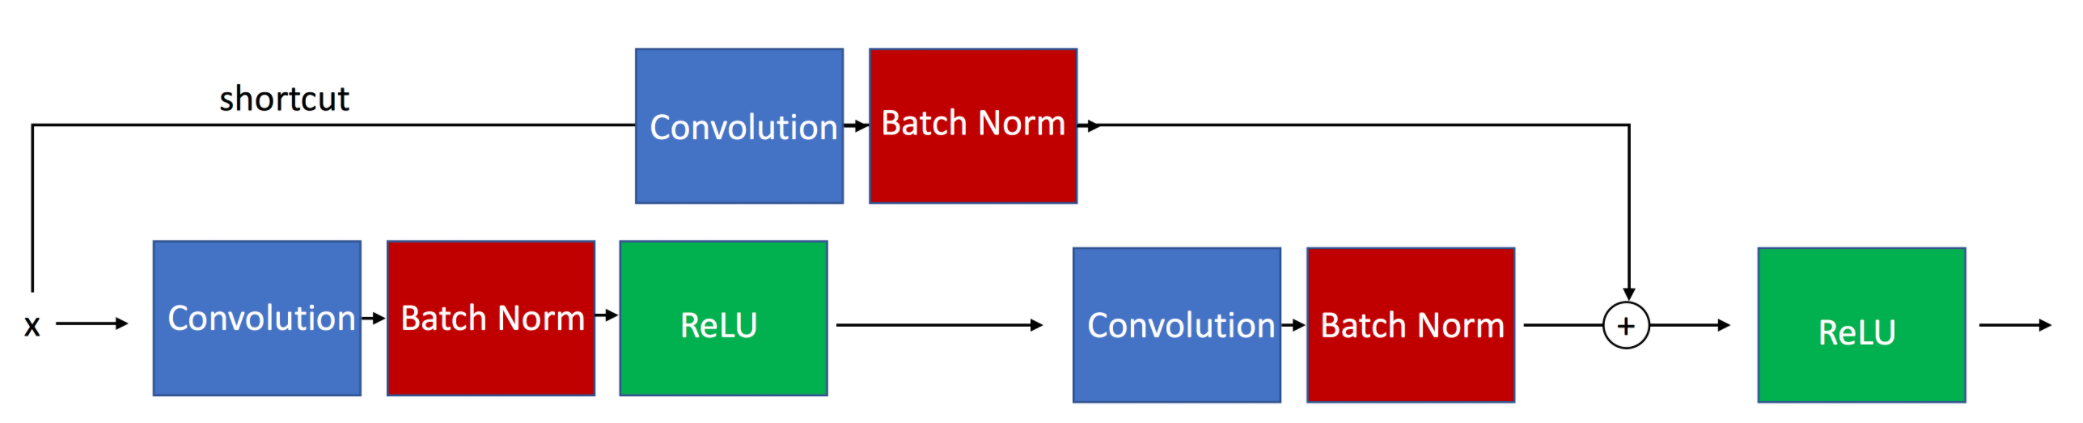 shortcut
Convolution
Batch Norm
x
Convolution
Batch Norm
ReLU
Convolution
Batch Norm
+
ReLU